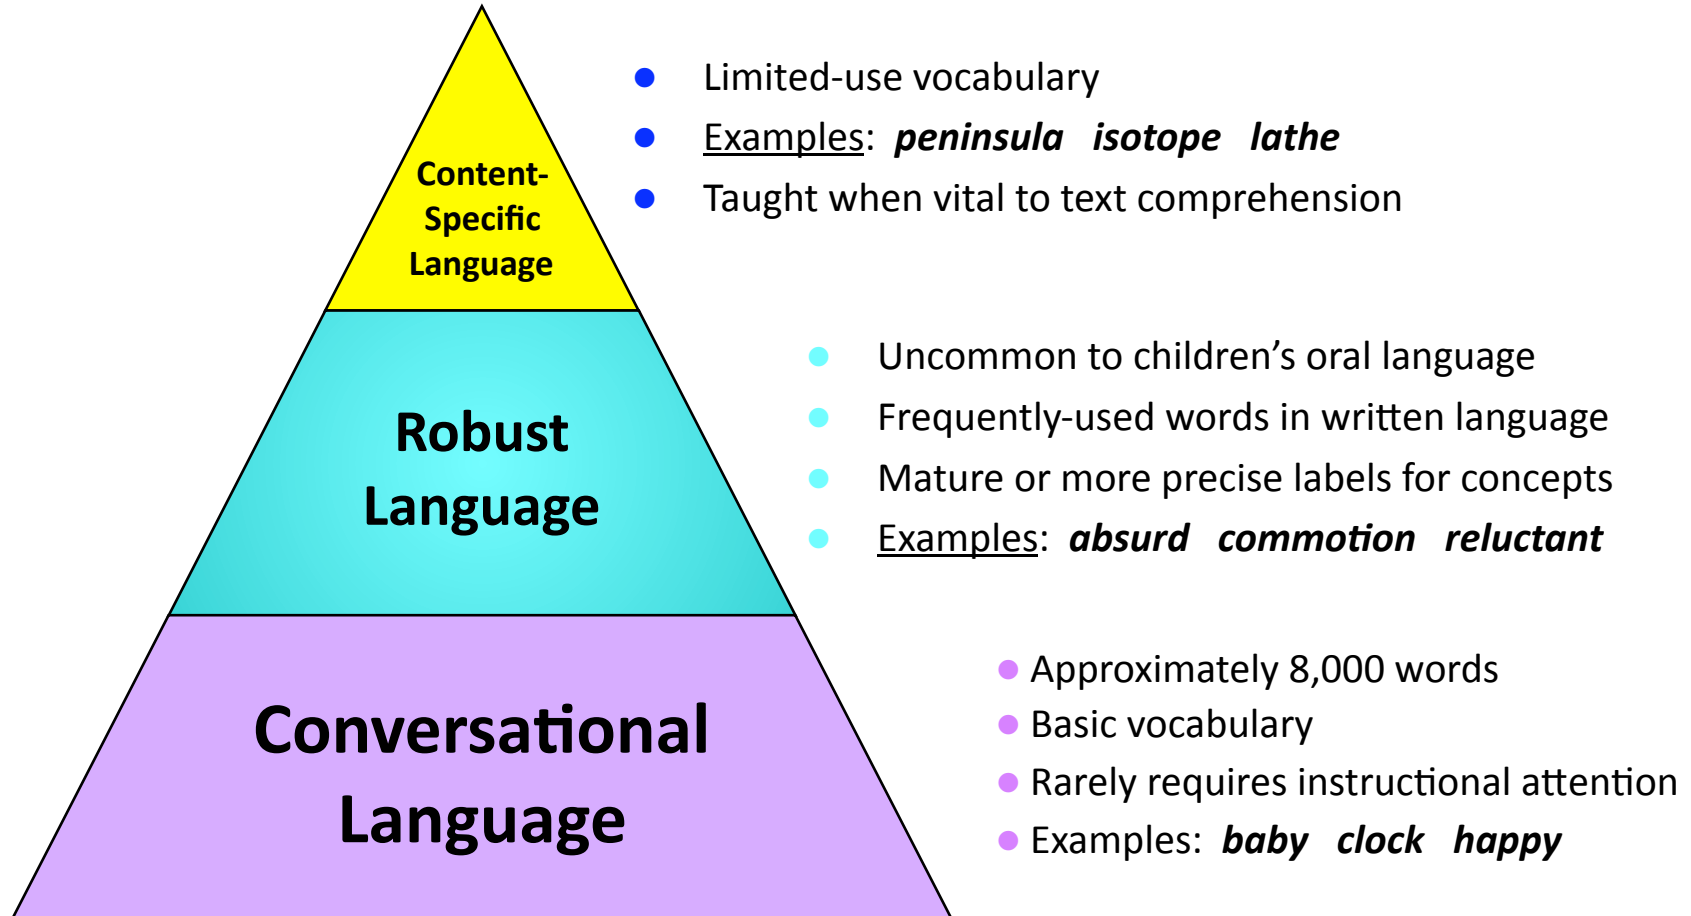 Content-
Specific
Language
Limited-use vocabulary
Examples: peninsula isotope lathe
Taught when vital to text comprehension
Robust
Language
Uncommon to children’s oral language
Frequently-used words in written language
Mature or more precise labels for concepts
Examples: absurd commotion reluctant
Conversational
Language
Approximately 8,000 words
Basic vocabulary
Rarely requires instructional attention
Examples: baby clock happy